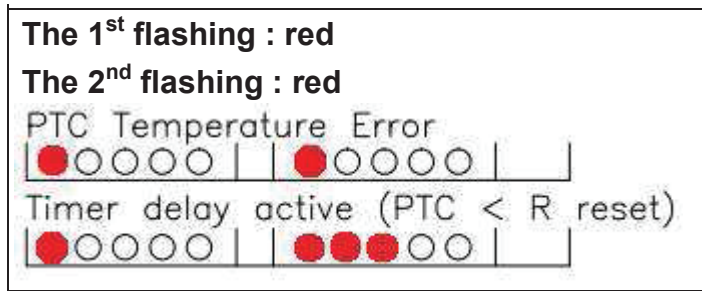 The 1st flashing : red
The 2nd flashing : red
PTC Temperature Error
Timer delay active (PTC < R reset)